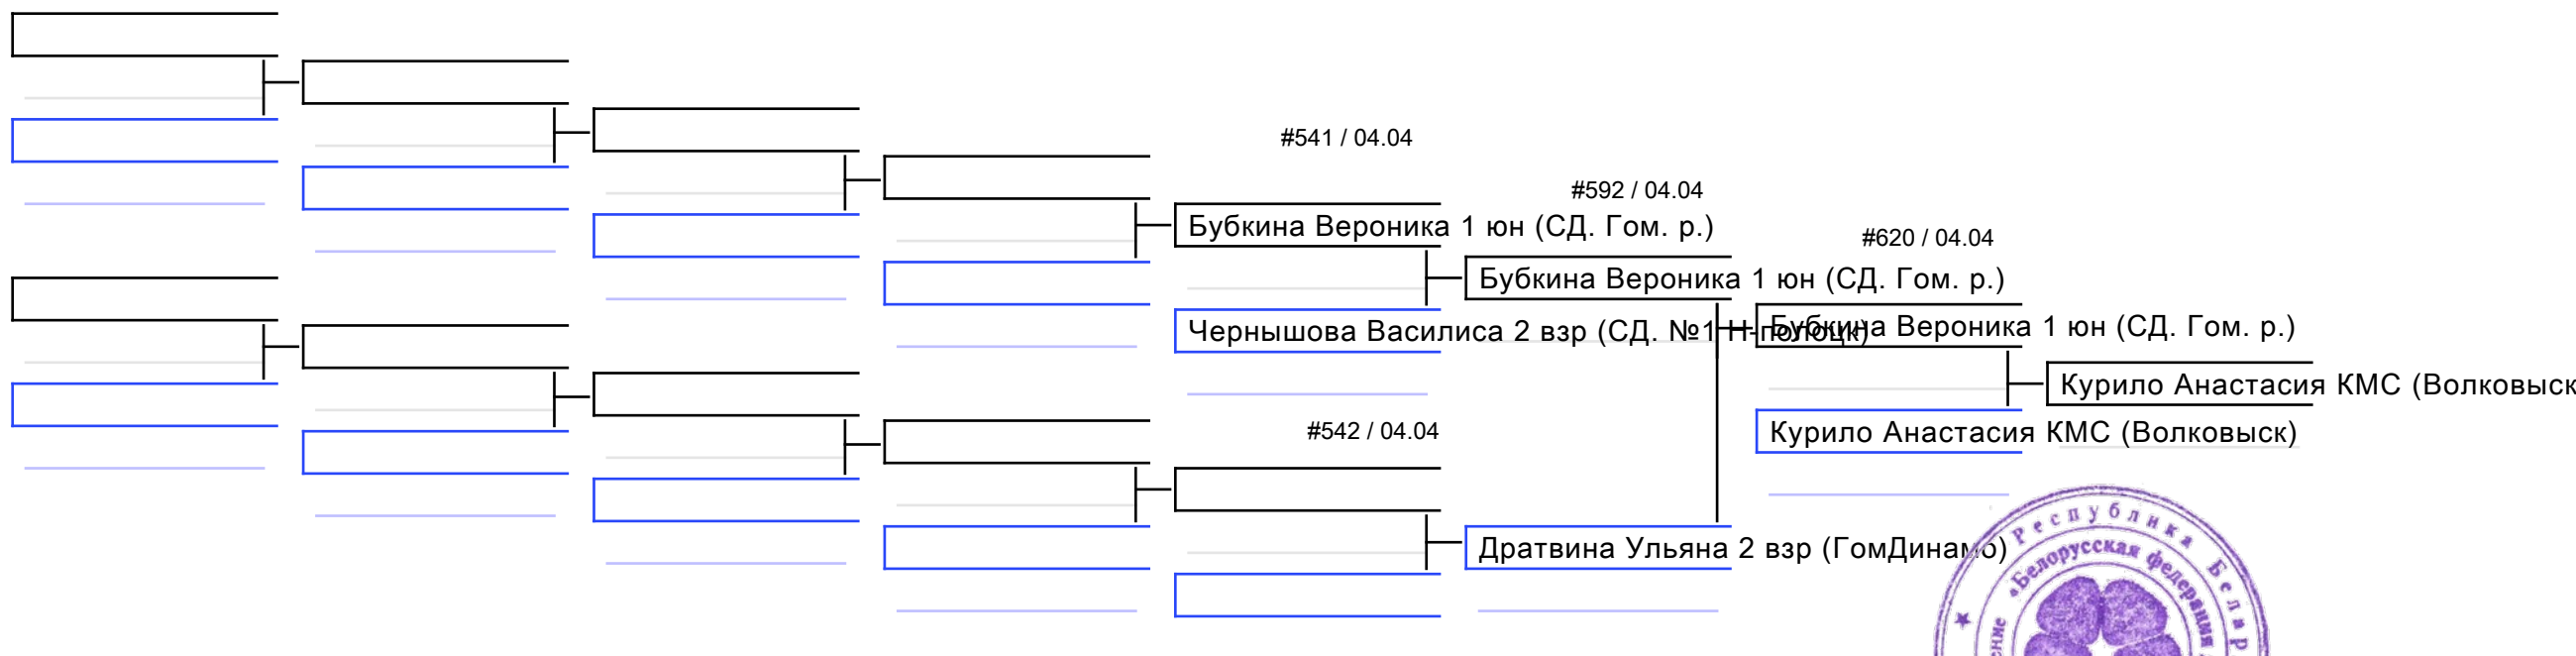 #541 / 04.04
#592 / 04.04
Бубкина Вероника 1 юн (СД. Гом. р.)
#620 / 04.04
Бубкина Вероника 1 юн (СД. Гом. р.)
Чернышова Василиса 2 взр (СД. №1 Н-полоцк)
Бубкина Вероника 1 юн (СД. Гом. р.)
Курило Анастасия КМС (Волковыск
#542 / 04.04
Курило Анастасия КМС (Волковыск)
Дратвина Ульяна 2 взр (ГомДинамо)
Республика Белар
«Белорусская федерация